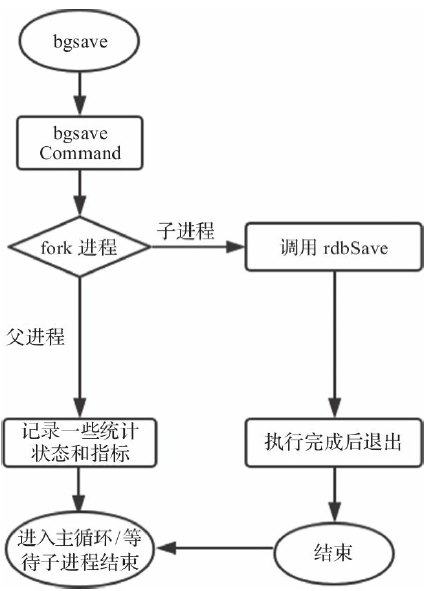 bgsave
bgsave
Command
fork 进程
子进程
调用 rdbSave
父进程
记录一些统计
状态和指标
执行完成后退出
进入主循环/等
待子进程结束
结束